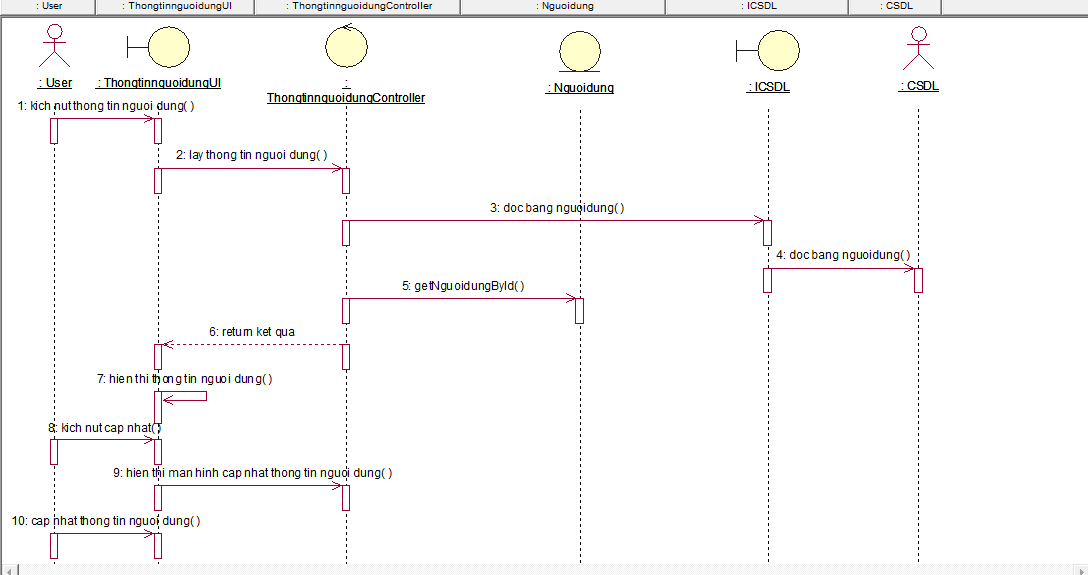 : User : ThongtinnguoidungUI : ThongtinnguoidungController : Nguoidung : ICSDL : CSDL
: User : ThongtinnguoidungUI : : Nguoidung : ICSDL : CSDL
ThongtinnguoidungController
1: kich nut thong tin nguoi dung( )
2: lay thong tin nguoi dung( )
3: doc bang nguoidung( )
4: doc bang nguoidung( )
5: getNguoidungById( )
6: return ket qua
7: hien thi thong tin nguoi dung( )
8: kich nut cap nhat( )
9: hien thi man hinh cap nhat thong tin nguoi dung( )
10: cap nhat thong tin nguoi dung( )